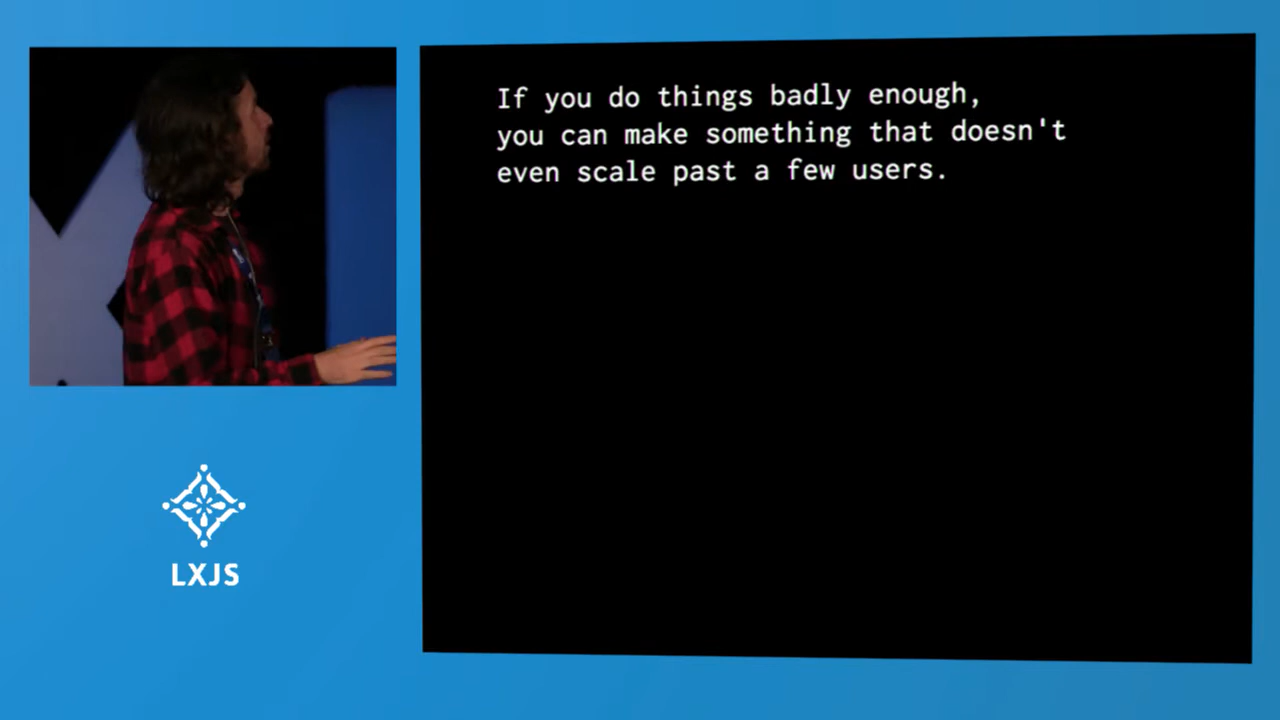 If you do things badly enough,
you can make something that doesn't
even scale past a few users.
LXJS